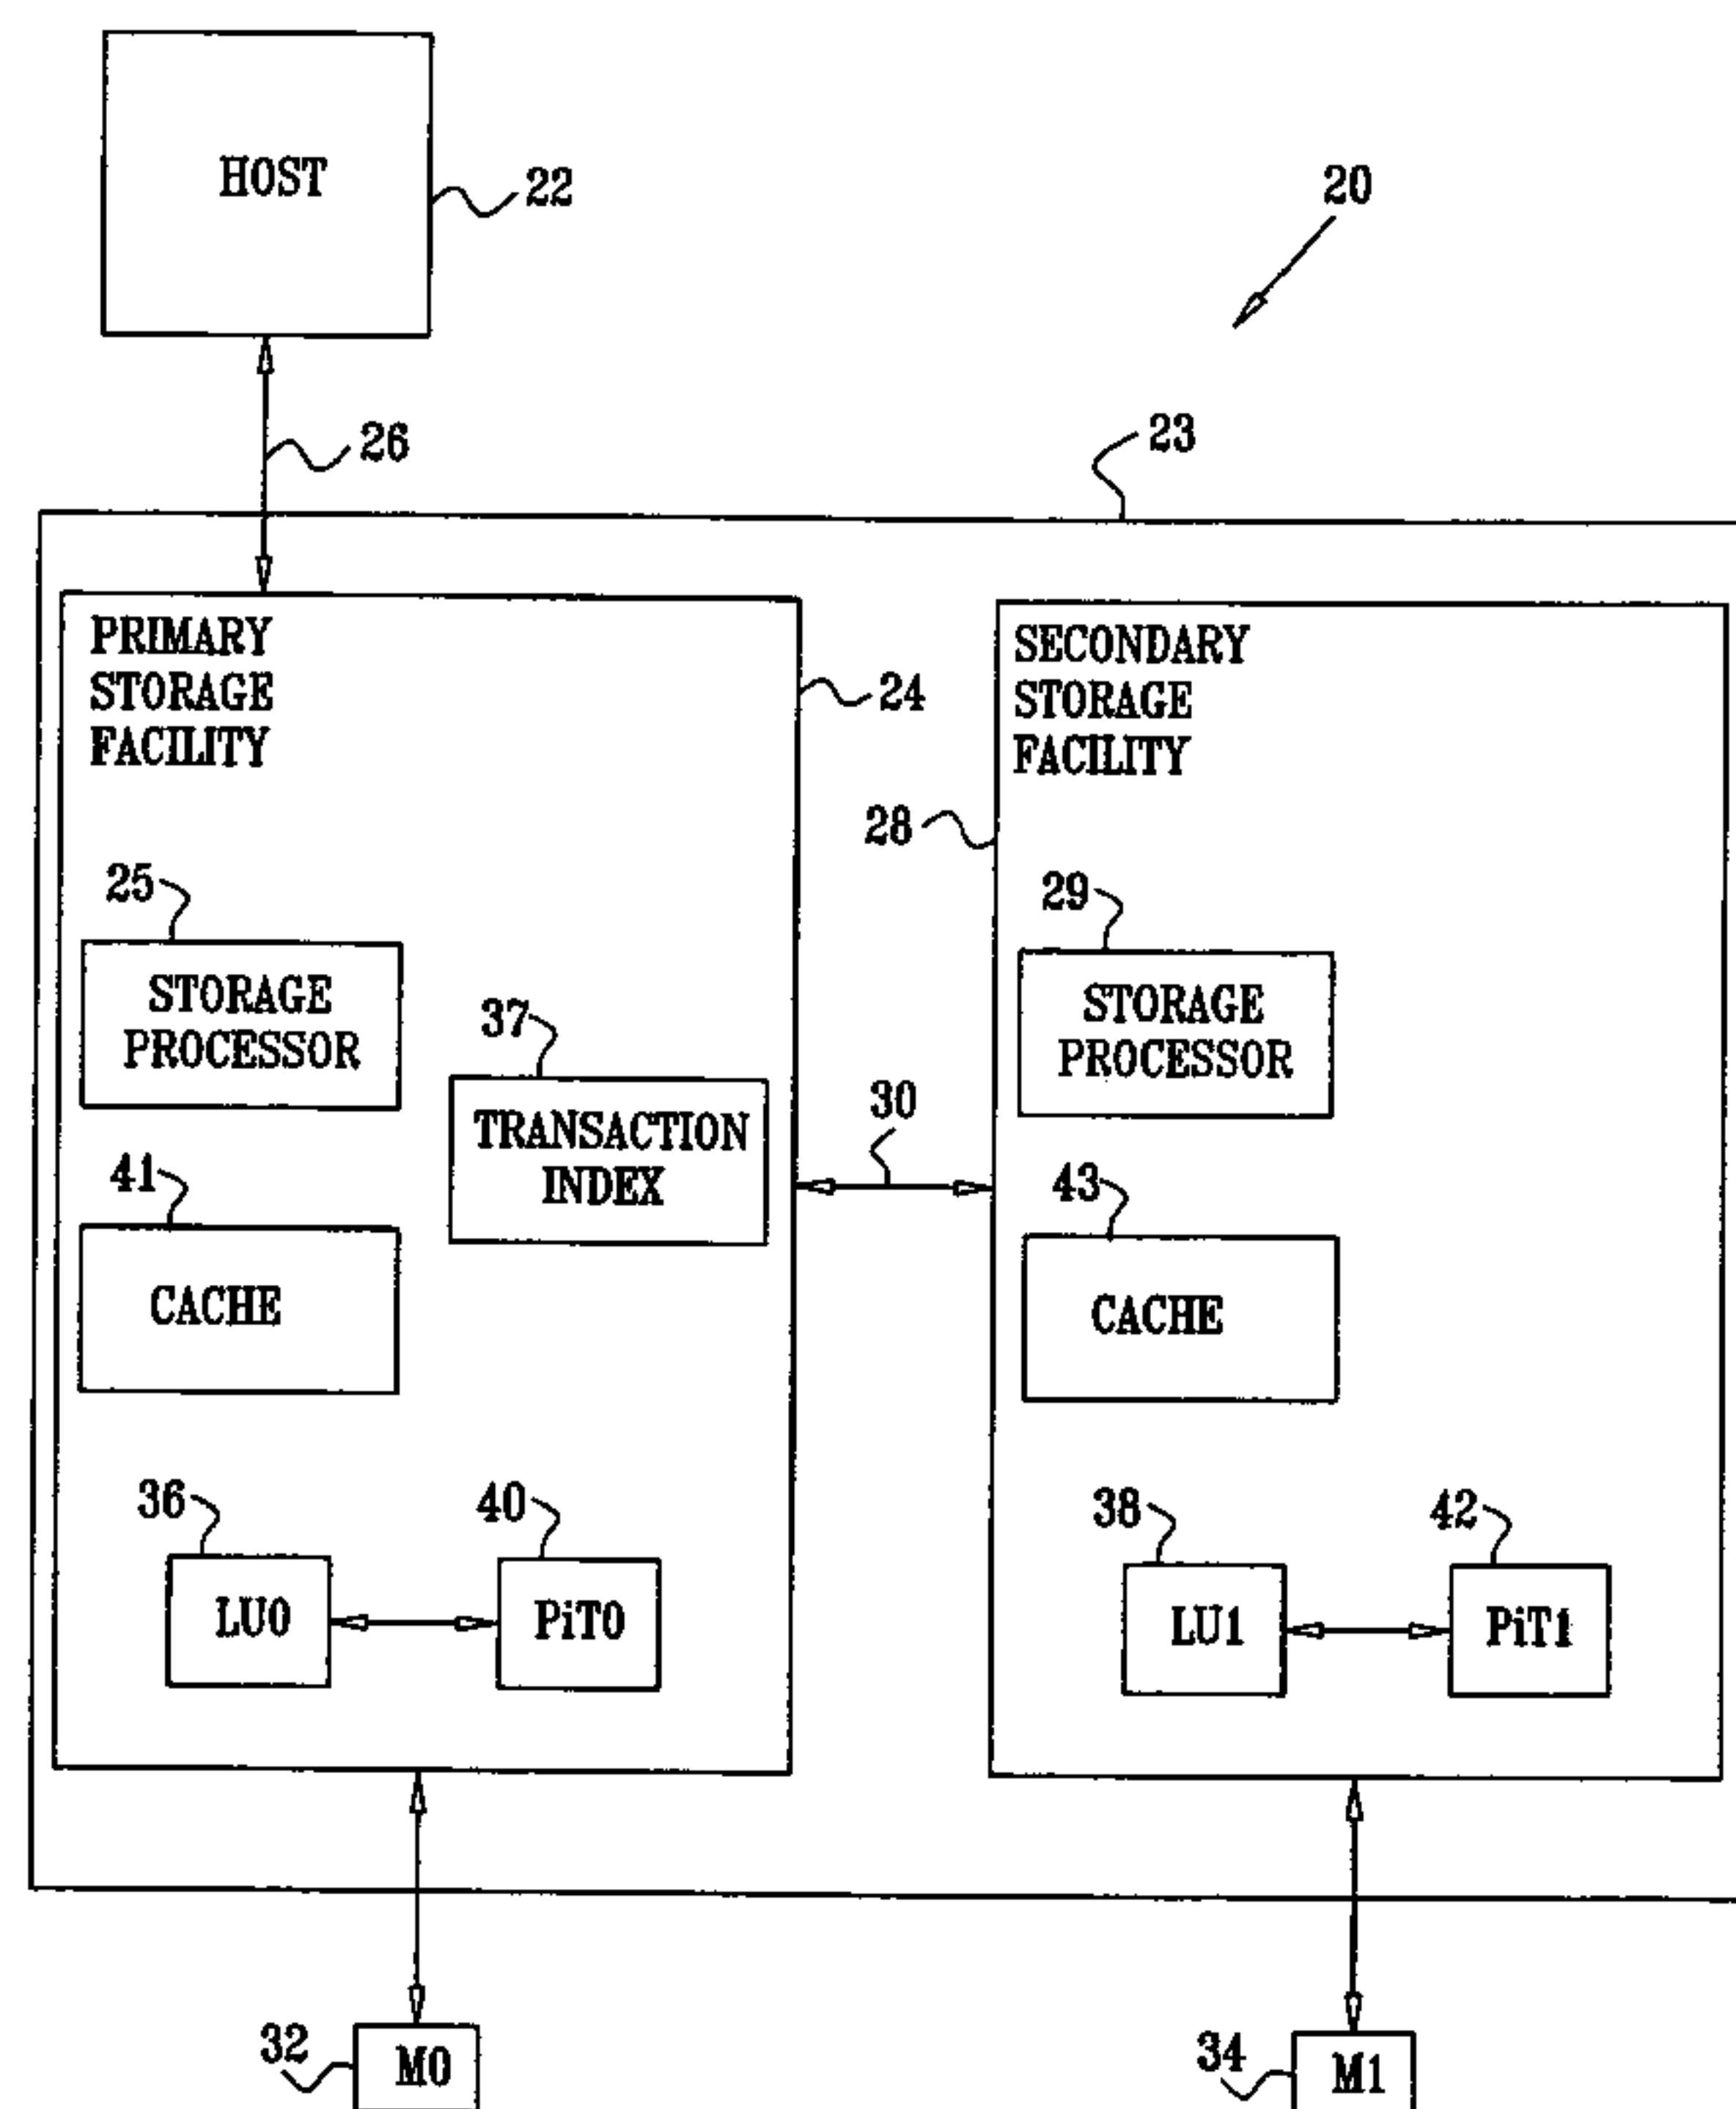 HOST
22
20
26
23
PRIMARY
STORAGE
FACILITY
24
SECONDARY
STORAGE
FACILITY
28
25
STORAGE
PROCESSOR
29
STORAGE
PROCESSOR
37
TRANSACTION
INDEX
30
41
CACHE
43
CACHE
36
LU0
40
PiT0
38
LU1
42
PiT1
32
M0
34
M1